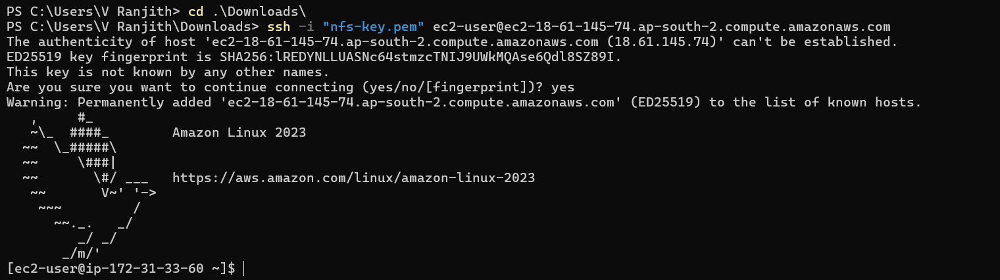 PS C:\Users\V Ranjith> cd .\Downloads\
PS C:\Users\V Ranjith\Downloads> ssh -i "nfs-key.pem" ec2-user@ec2-18-61-145-74.ap-south-2.compute.amazonaws.com
The authenticity of host 'ec2-18-61-145-74.ap-south-2.compute.amazonaws.com (18.61.145.74)' can't be established.
ED25519 key fingerprint is SHA256:lREDYNLLUASNc64stmzcTNIJ9UWkMQAse6Qdl8SZ89I.
This key is not known by any other names.
Are you sure you want to continue connecting (yes/no/[fingerprint])? yes
Warning: Permanently added 'ec2-18-61-145-74.ap-south-2.compute.amazonaws.com' (ED25519) to the list of known hosts.
   ,     #_
   ~\_  ####_        Amazon Linux 2023
  ~~  \_#####\
  ~~     \###|
  ~~       \#/ ___   https://aws.amazon.com/linux/amazon-linux-2023
   ~~       V~' '->
    ~~~         /
      ~~._.   _/
         _/ _/
       _/m/'
[ec2-user@ip-172-31-33-60 ~]$